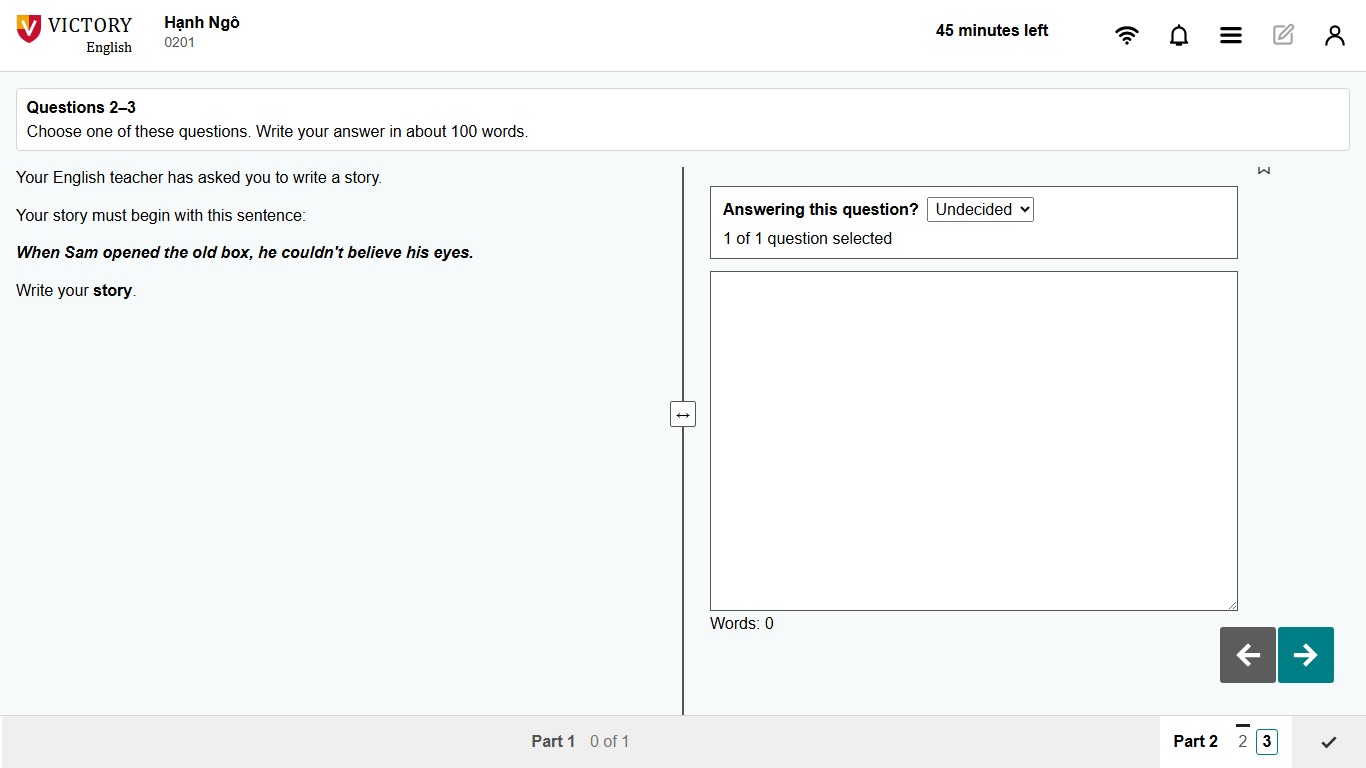 VICTORY
English
Hạnh Ngô
0201
45 minutes left
Questions 2–3
Choose one of these questions. Write your answer in about 100 words.
Your English teacher has asked you to write a story.
Your story must begin with this sentence:
When Sam opened the old box, he couldn't believe his eyes.
Write your story.
Answering this question? Undecided
1 of 1 question selected
Words: 0
Part 1 0 of 1
Part 2 2 3